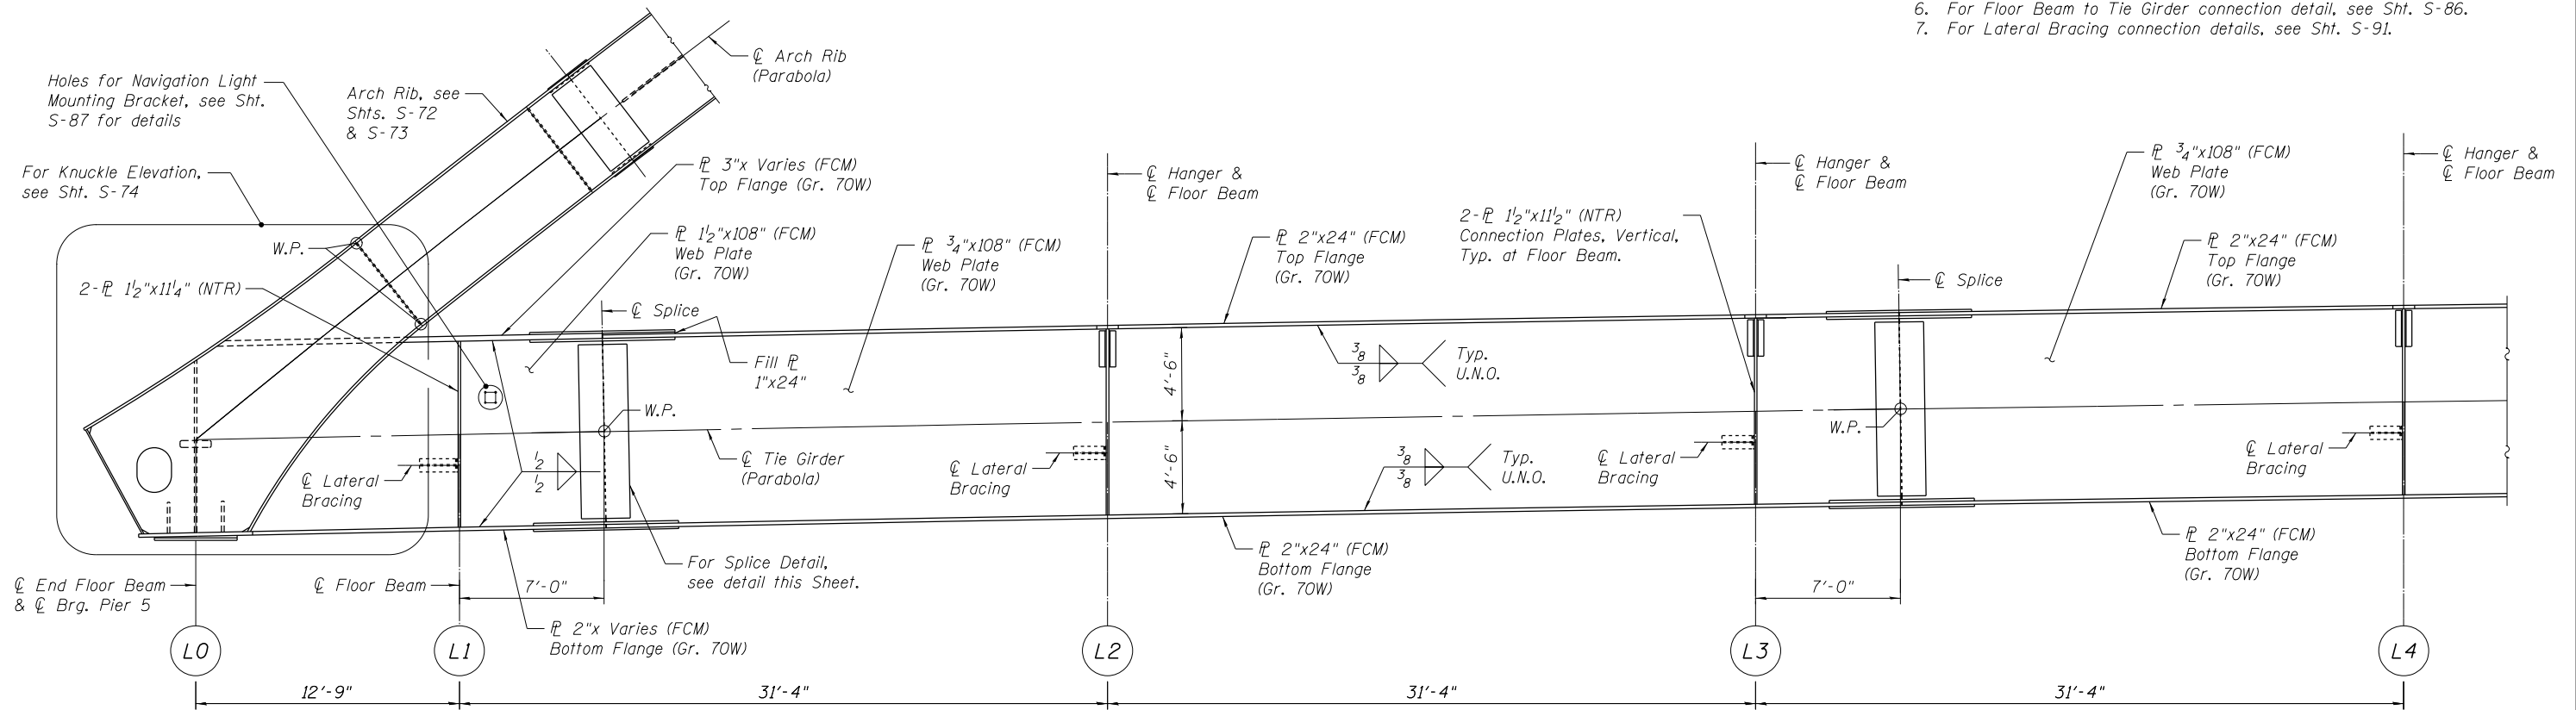 6. For Floor Beam to Tie Girder connection detail, see Sht. S-86.
7. For Lateral Bracing connection details, see Sht. S-91.
℄ Arch Rib
(Parabola)
Holes for Navigation Light
Mounting Bracket, see Sht.
S-87 for details
Arch Rib, see
Shts. S-72
& S-73
For Knuckle Elevation,
see Sht. S-74
W.P.
2-℄ 1½"x11¼" (NTR)
℄ 3"x Varies (FCM)
Top Flange (Gr. 70W)
℄ 1½"x108" (FCM)
Web Plate
(Gr. 70W)
℄ Splice
℄ ¾"x108" (FCM)
Web Plate
(Gr. 70W)
℄ Hanger &
℄ Floor Beam
℄ 2"x24" (FCM)
Top Flange
(Gr. 70W)
2-℄ 1½"x11½" (NTR)
Connection Plates, Vertical,
Typ. at Floor Beam.
℄ Hanger &
℄ Floor Beam
℄ Splice
℄ ¾"x108" (FCM)
Web Plate
(Gr. 70W)
℄ 2"x24" (FCM)
Top Flange
(Gr. 70W)
℄ Hanger &
℄ Floor Beam
Fill ℄
1"x24"
W.P.
4'-6"
4'-6"
3/8
3/8
Typ.
U.N.O.
3/8
3/8
Typ.
U.N.O.
1/2
1/2
℄ Lateral
Bracing
℄ Tie Girder
(Parabola)
℄ Lateral
Bracing
℄ Lateral
Bracing
W.P.
℄ Lateral
Bracing
For Splice Detail,
see detail this Sheet.
℄ 2"x24" (FCM)
Bottom Flange
(Gr. 70W)
℄ 2"x24" (FCM)
Bottom Flange
(Gr. 70W)
℄ End Floor Beam
& ℄ Brg. Pier 5
℄ Floor Beam
7'-0"
7'-0"
℄ 2"x Varies (FCM)
Bottom Flange (Gr. 70W)
L0
L1
L2
L3
L4
12'-9"
31'-4"
31'-4"
31'-4"